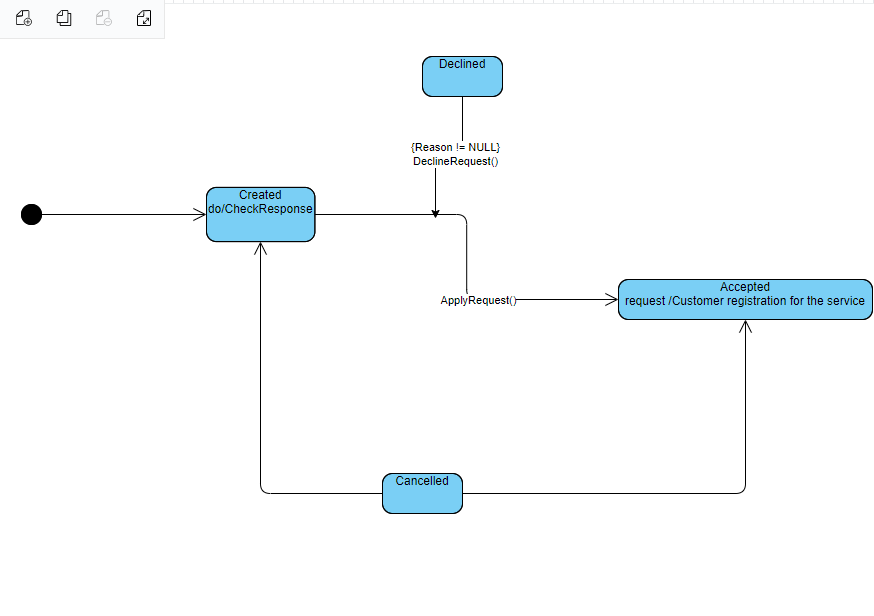 Declined
{Reason != NULL}
DeclineRequest()
Created
do/CheckResponse
Accepted
request /Customer registration for the service
ApplyRequest()
Cancelled